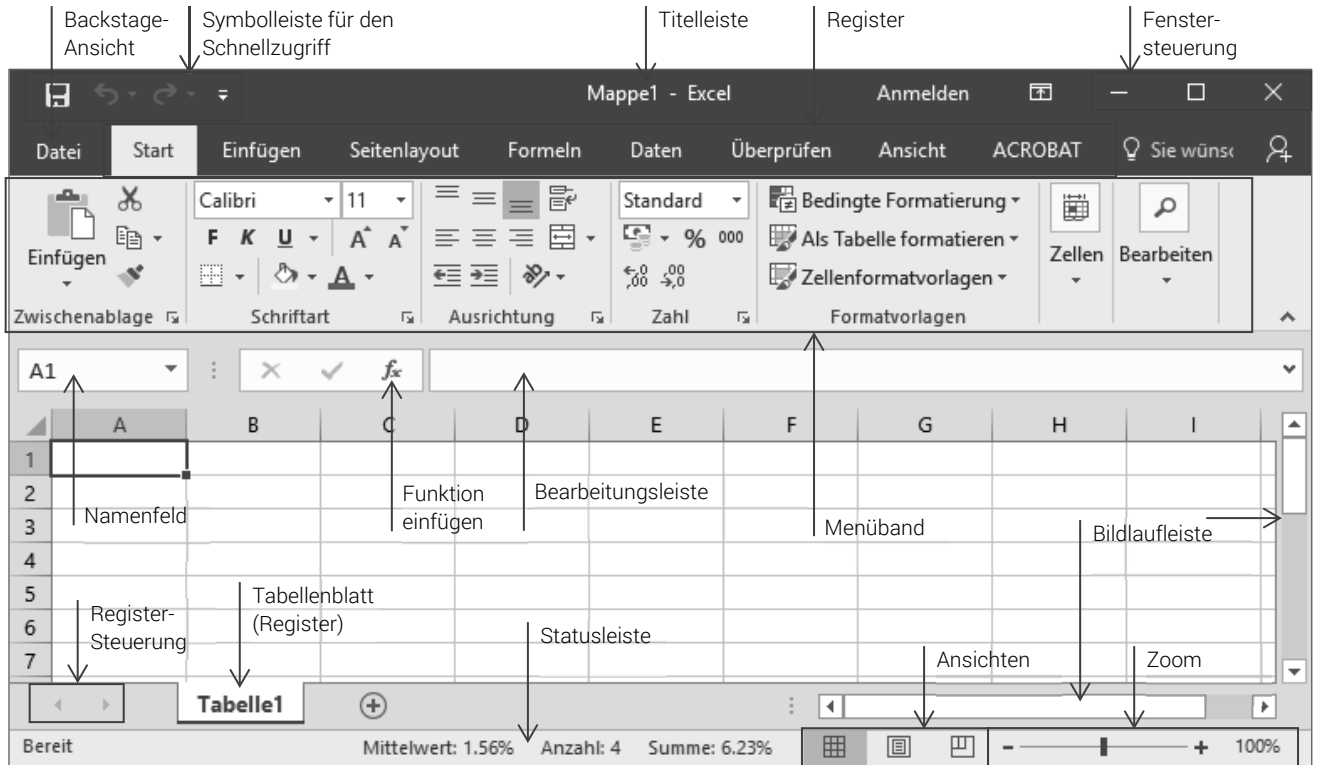 Backstage-
Ansicht
Symbolleiste für den
Schnellzugriff
Titelleiste
Register
Fenster-
steuerung
Mappe1 - Excel
Anmelden
Datei Start Einfügen Seitenlayout Formeln Daten Überprüfen Ansicht ACROBAT Sie wünsc
Calibri 11 Standard Bedingte Formatierung
F K U A A % 000 Als Tabelle formatieren
Einfügen Zellen Bearbeiten
A ,00 ,0 Zellenformatvorlagen
Zwischenablage Schriftart Ausrichtung Zahl Formatvorlagen
A1 fx
A B C D E F G H I
1
2
3
4
5
6
7
Namenfeld
Funktion
einfügen
Bearbeitungsleiste
Menüband
Bildlaufleiste
Register-
Steuerung
Tabellenblatt
(Register)
Statusleiste
Ansichten
Zoom
Tabelle1
Bereit Mittelwert: 1.56% Anzahl: 4 Summe: 6.23% - + 100%